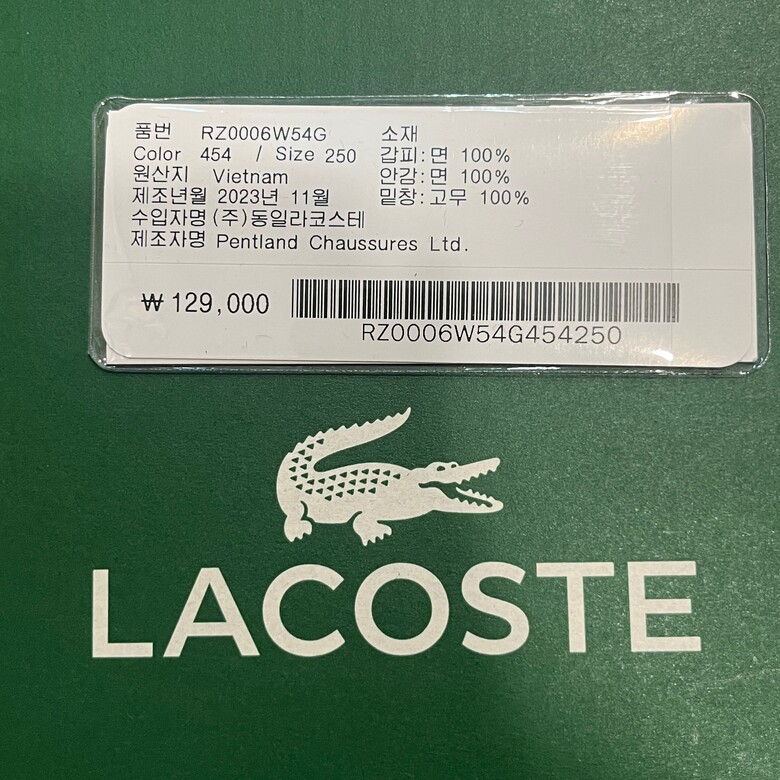 품번 RZ0006W54G
Color 454 / Size 250
원산지 Vietnam
제조년월 2023년 11월
수입자명 (주)동일라코스테
제조자명 Pentland Chaussures Ltd.
소재
갑피:면 100%
안감:면 100%
밑창:고무 100%
₩ 129,000
RZ0006W54G454250
LACOSTE